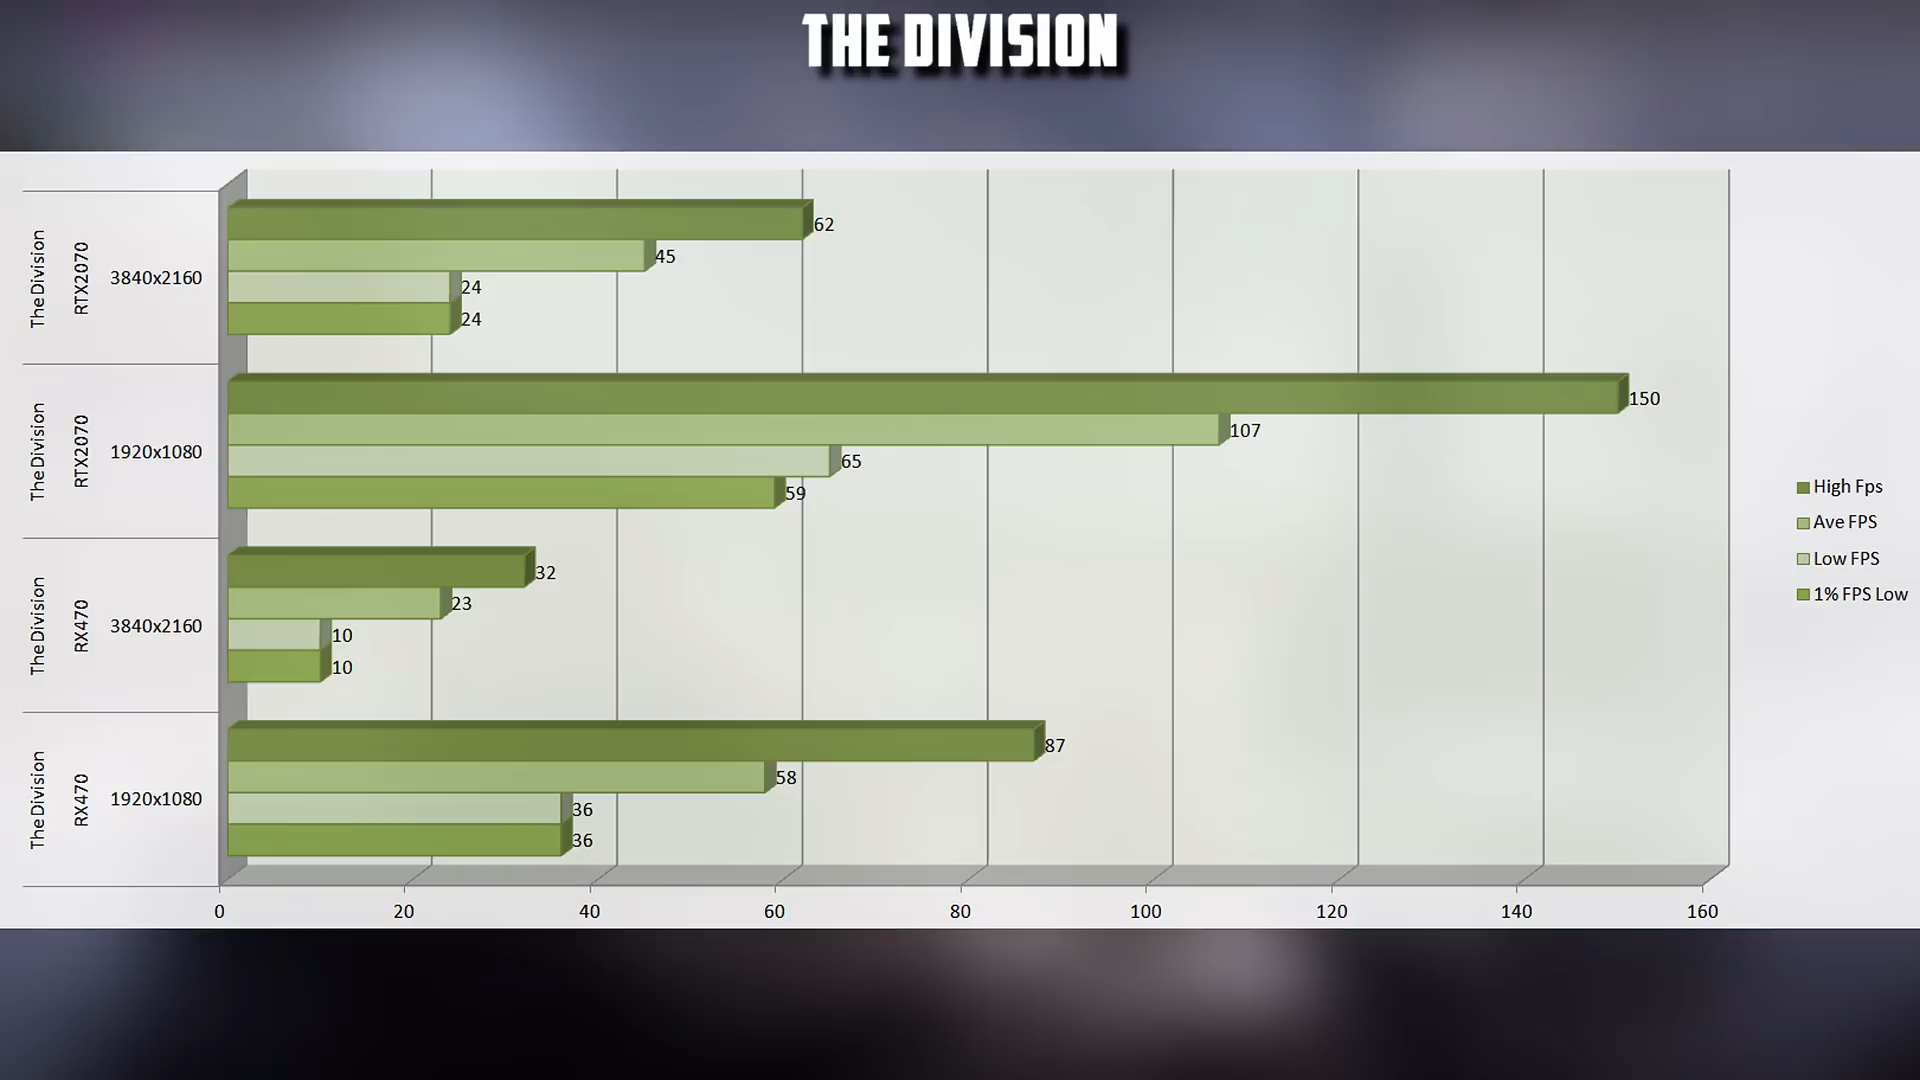 THE DIVISION
The Division
RTX2070
3840x2160
62
45
24
24
The Division
RTX2070
1920x1080
150
107
65
59
The Division
RX470
3840x2160
32
23
10
10
The Division
RX470
1920x1080
87
58
36
36
0 20 40 60 80 100 120 140 160
High Fps
Ave FPS
Low FPS
1% FPS Low